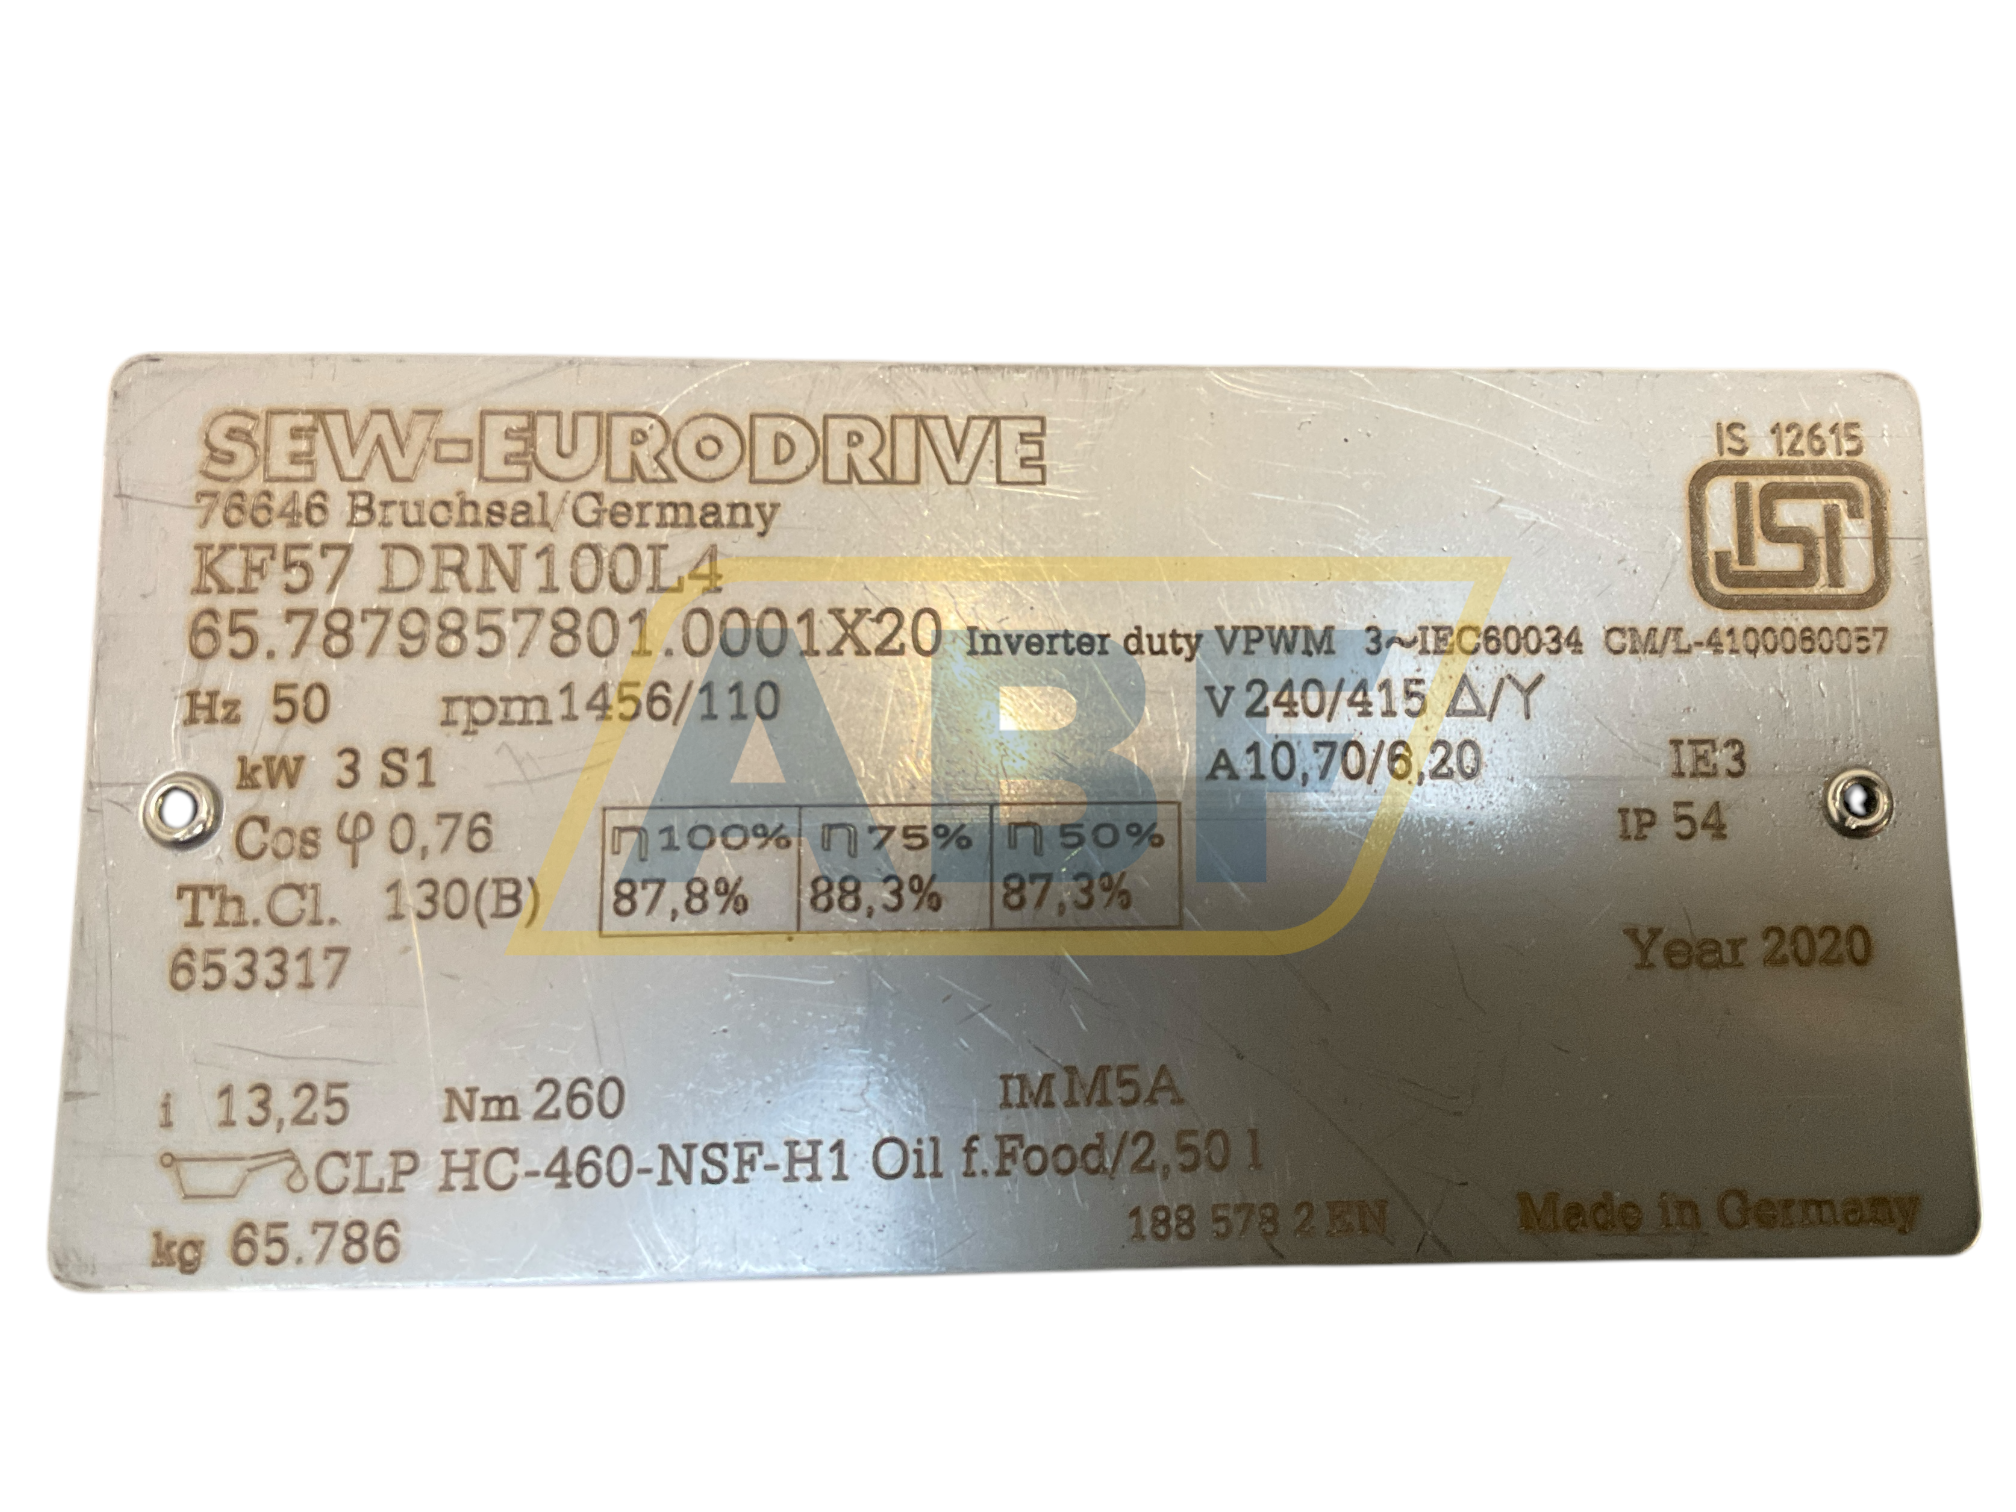 SEW-EURODRIVE
IS 12615
ISI
76646 Bruchsal/Germany
KF57 DRN100L4
65.7879857801.0001X20 Inverter duty VPWM 3~IEC60034 CM/L-4100060057
Hz 50 rpm 1456/110 V 240/415 Δ/Y
kW 3 S1 A 10,70/6,20 IE3
Cos φ 0,76 η 100% η 75% η 50% IP 54
Th.Cl. 130(B) 87,8% 88,3% 87,3%
653317 Year 2020
i 13,25 Nm 260 IM M5A
CLP HC-460-NSF-H1 Oil f.Food/2,50 l
kg 65.786 188 578 2 EN Made in Germany
ABF